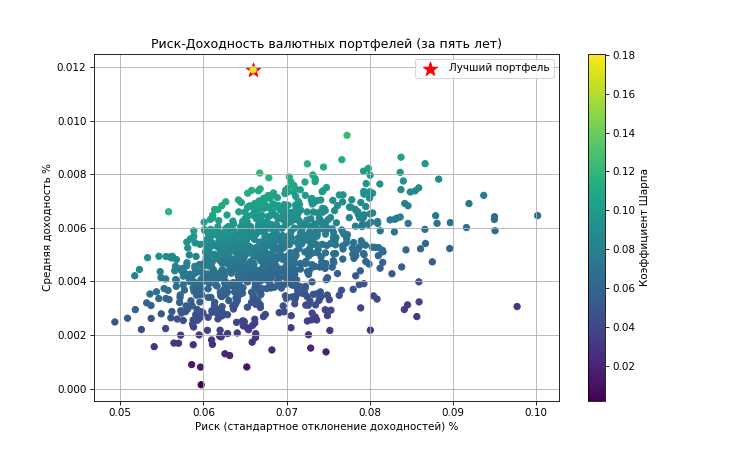 Риск-Доходность валютных портфелей (за пять лет)
Лучший портфель
Средняя доходность %
0.012
0.010
0.008
0.006
0.004
0.002
0.000
0.05 0.06 0.07 0.08 0.09 0.10
Риск (стандартное отклонение доходностей) %
0.18
0.16
0.14
0.12
0.10
0.08
0.06
0.04
0.02
Коэффициент Шарпа